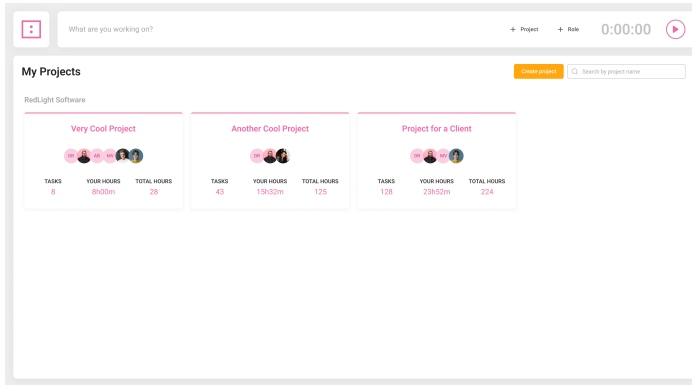 What are you working on?
+ Project
+ Role
0:00:00
My Projects
Create project
Search by project name
RedLight Software
Very Cool Project
DR AB MV
TASKS YOUR HOURS TOTAL HOURS
8 8h00m 28
Another Cool Project
DR
TASKS YOUR HOURS TOTAL HOURS
43 15h32m 125
Project for a Client
DR MV
TASKS YOUR HOURS TOTAL HOURS
128 23h52m 224